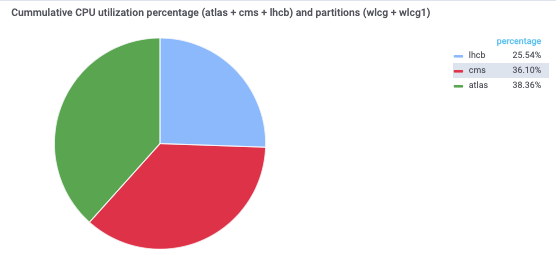 Cummulative CPU utilization percentage (atlas + cms + lhcb) and partitions (wlcg + wlcg1)
percentage
lhcb 25.54%
cms 36.10%
atlas 38.36%